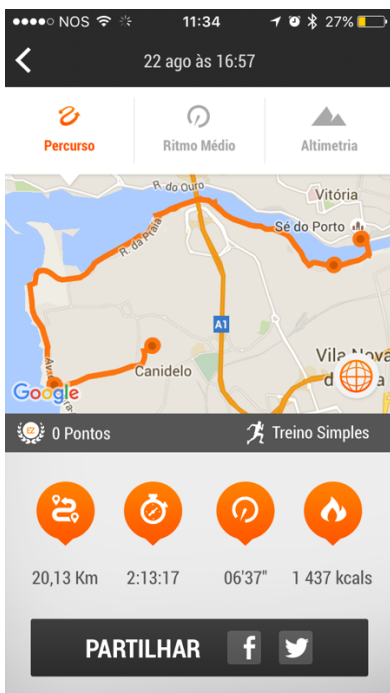 NOS 11:34 27%
22 ago às 16:57
Percurso Ritmo Médio Altimetria
R. do Ouro
Vitória
Sé do Porto
R. da Praia
A1
Canidelo
Vila Nova
d a
Av.
Google
0 Pontos Treino Simples
20,13 Km 2:13:17 06'37" 1 437 kcals
PARTILHAR f